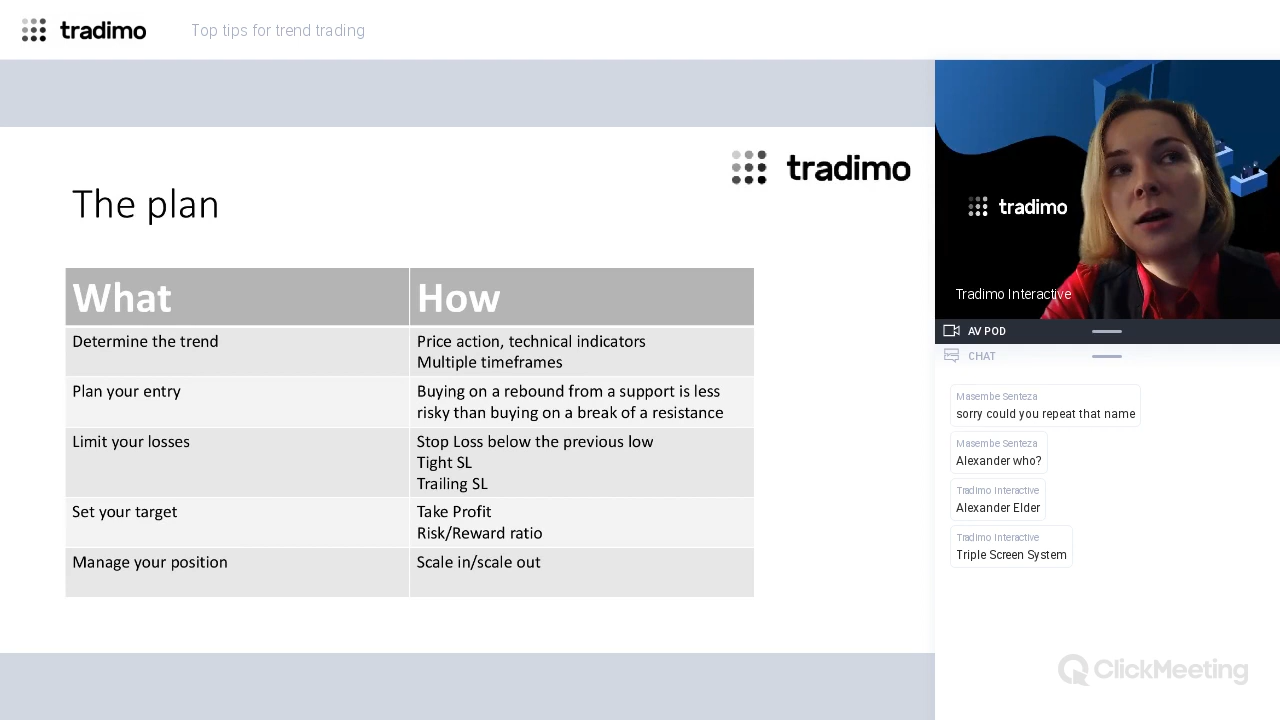 tradimo
Top tips for trend trading
tradimo
The plan
What
How
Determine the trend
Price action, technical indicators
Multiple timeframes
Plan your entry
Buying on a rebound from a support is less
risky than buying on a break of a resistance
Limit your losses
Stop Loss below the previous low
Tight SL
Trailing SL
Set your target
Take Profit
Risk/Reward ratio
Manage your position
Scale in/scale out
tradimo
Tradimo Interactive
AV POD
CHAT
Masembe Senteza
sorry could you repeat that name
Masembe Senteza
Alexander who?
Tradimo Interactive
Alexander Elder
Tradimo Interactive
Triple Screen System
ClickMeeting